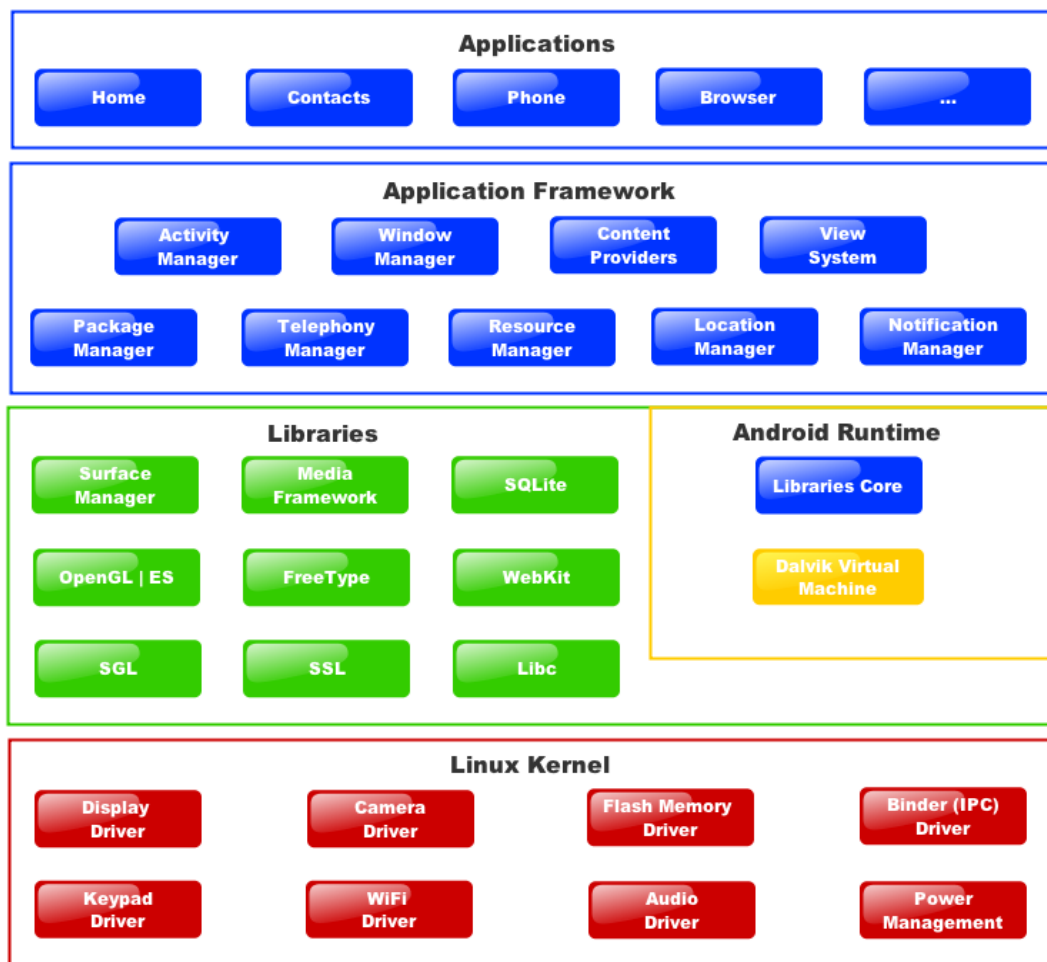 Applications
Home
Contacts
Phone
Browser
...
Application Framework
Activity
Manager
Window
Manager
Content
Providers
View
System
Package
Manager
Telephony
Manager
Resource
Manager
Location
Manager
Notification
Manager
Libraries
Surface
Manager
Media
Framework
SQLite
OpenGL | ES
FreeType
WebKit
SGL
SSL
Libc
Android Runtime
Libraries Core
Dalvik Virtual
Machine
Linux Kernel
Display
Driver
Camera
Driver
Flash Memory
Driver
Binder (IPC)
Driver
Keypad
Driver
WiFi
Driver
Audio
Driver
Power
Management